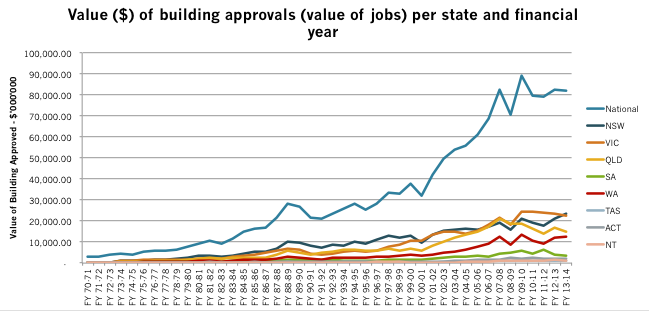 Value ($) of building approvals (value of jobs) per state and financial
year
Value of Building Approved - $'000'000
100,000.00
90,000.00
80,000.00
70,000.00
60,000.00
50,000.00
40,000.00
30,000.00
20,000.00
10,000.00
-
FY 70-71
FY 71-22
FY 72-73
FY 73-74
FY 74-75
FY 75-76
FY 76-77
FY 77-78
FY 78-79
FY 79-80
FY 80-81
FY 81-82
FY 82-83
FY 83-84
FY 84-85
FY 85-86
FY 86-87
FY 87-88
FY 88-89
FY 89-90
FY 90-91
FY 91-92
FY 92-93
FY 93-94
FY 94-95
FY 95-96
FY 96-97
FY 97-98
FY 98-99
FY 99-00
FY 00-01
FY 01-02
FY 02-03
FY 03-04
FY 04-05
FY 05-06
FY 06-07
FY 07-08
FY 08-09
FY 09-10
FY 10-11
FY 11-12
FY 12-13
FY 13-14
National
NSW
VIC
QLD
SA
WA
TAS
ACT
NT